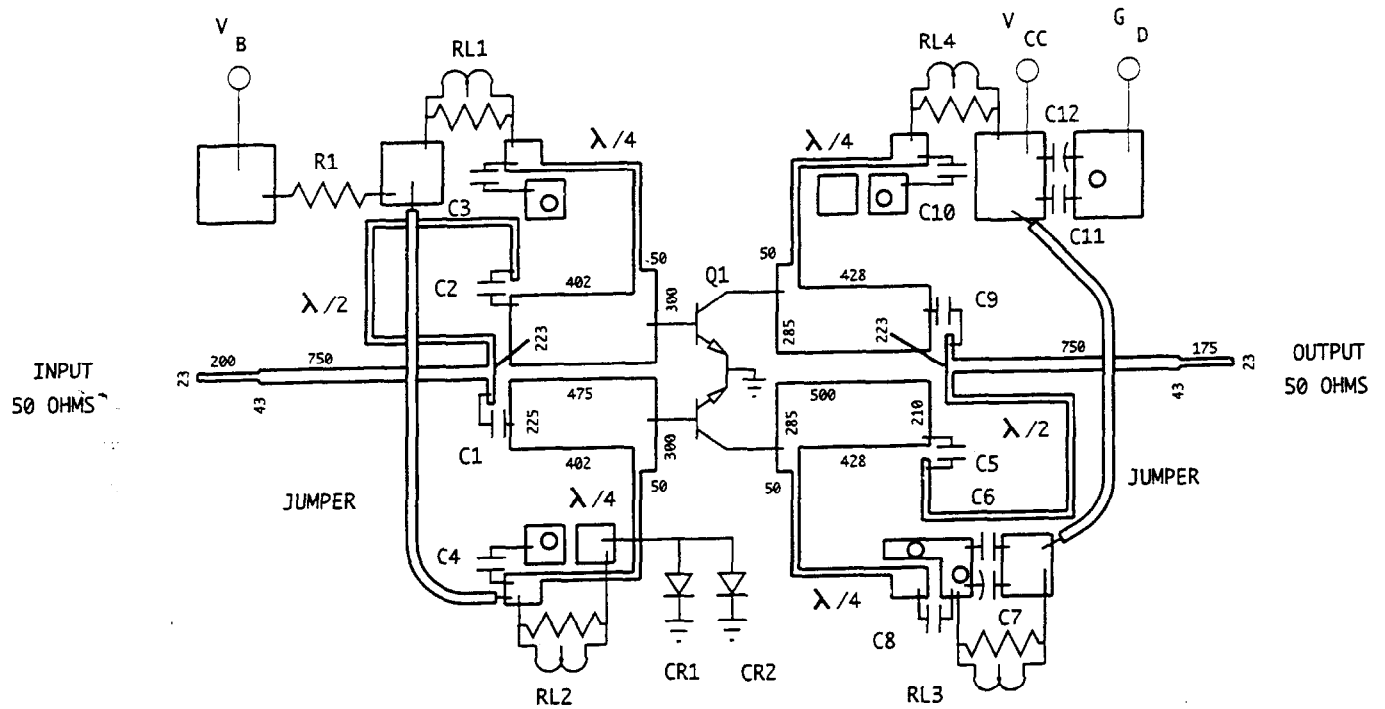 V B
V CC
G D
RL1
RL4
C12
λ/4
λ/4
R1
C3
C10
C11
50
50
Q1
C2
402
428
C9
300
285
λ/2
223
223
INPUT
50 OHMS
23
200
750
43
750
175
43
23
OUTPUT
50 OHMS
475
500
225
300
285
210
C1
402
428
C5
λ/2
50
50
C6
JUMPER
JUMPER
λ/4
C4
λ/4
C8
C7
CR1
CR2
RL2
RL3